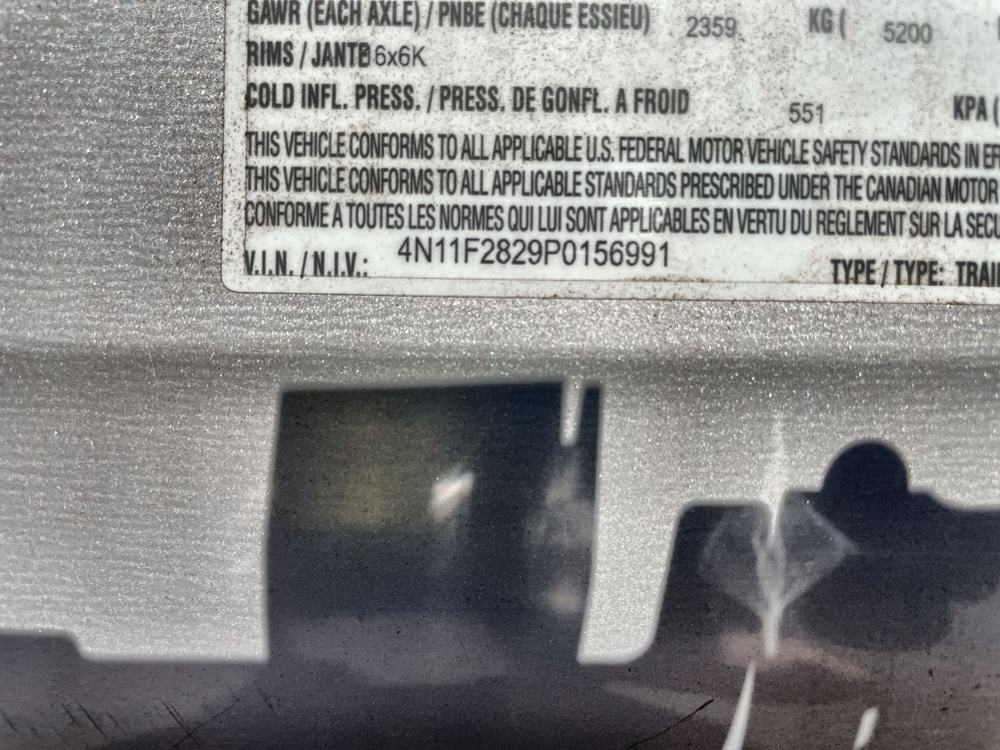 GAWR (EACH AXLE) / PNBE (CHAQUE ESSIEU) 2359 KG ( 5200
RIMS / JANTE 6x6K
COLD INFL. PRESS. / PRESS. DE GONFL. A FROID 551 KPA (
THIS VEHICLE CONFORMS TO ALL APPLICABLE U.S. FEDERAL MOTOR VEHICLE SAFETY STANDARDS IN
THIS VEHICLE CONFORMS TO ALL APPLICABLE STANDARDS PRESCRIBED UNDER THE CANADIAN MOTOR
CONFORME A TOUTES LES NORMES QUI LUI SONT APPLICABLES EN VERTU DU REGLEMENT SUR LA
V.I.N. / N.I.V.: 4N11F2829P0156991 TYPE / TYPE: